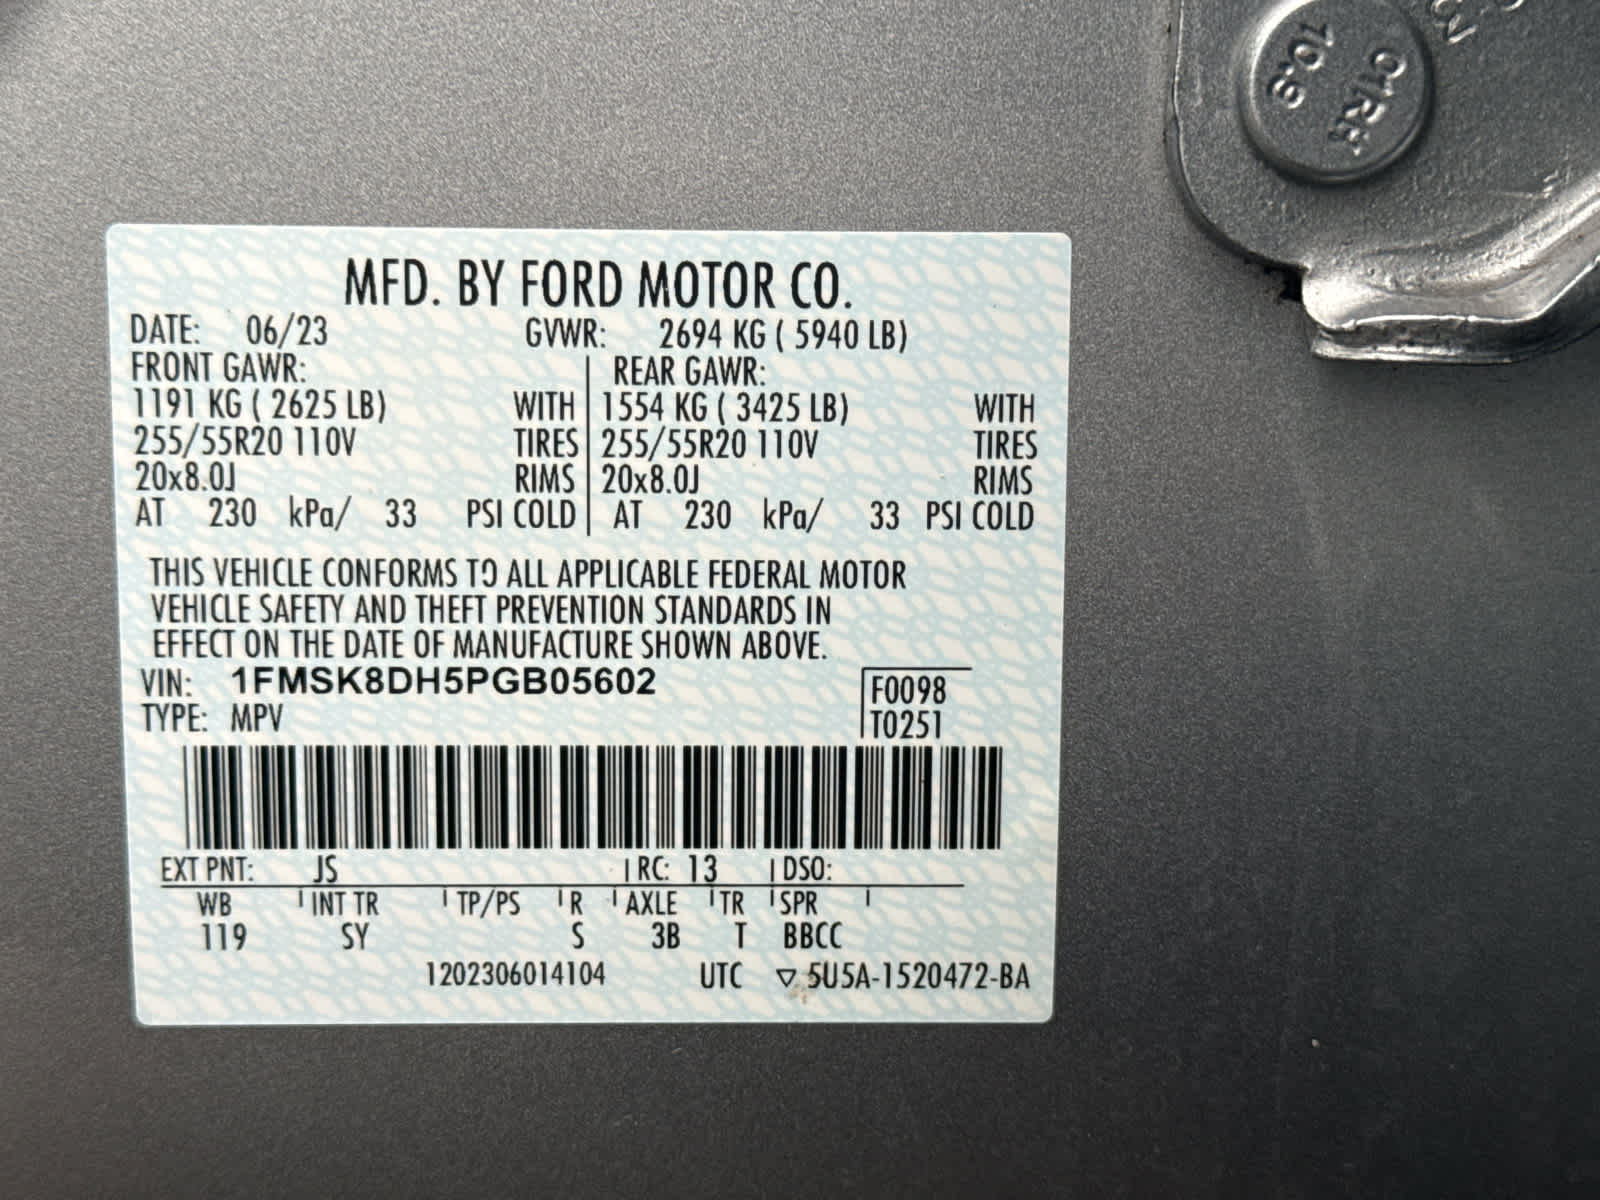 01RH
10.9
MFD. BY FORD MOTOR CO.
DATE: 06/23 GVWR: 2694 KG ( 5940 LB)
FRONT GAWR: REAR GAWR:
1191 KG ( 2625 LB) WITH 1554 KG ( 3425 LB) WITH
255/55R20 110V TIRES 255/55R20 110V TIRES
20x8.0J RIMS 20x8.0J RIMS
AT 230 kPa/ 33 PSI COLD AT 230 kPa/ 33 PSI COLD
THIS VEHICLE CONFORMS TO ALL APPLICABLE FEDERAL MOTOR
VEHICLE SAFETY AND THEFT PREVENTION STANDARDS IN
EFFECT ON THE DATE OF MANUFACTURE SHOWN ABOVE.
VIN: 1FMSK8DH5PGB05602 F0098
TYPE: MPV T0251
EXT PNT: JS RC: 13 DSO:
WB INT TR TP/PS R AXLE TR SPR
119 SY S 3B T BBCC
1202306014104 UTC ▽ 5U5A-1520472-BA